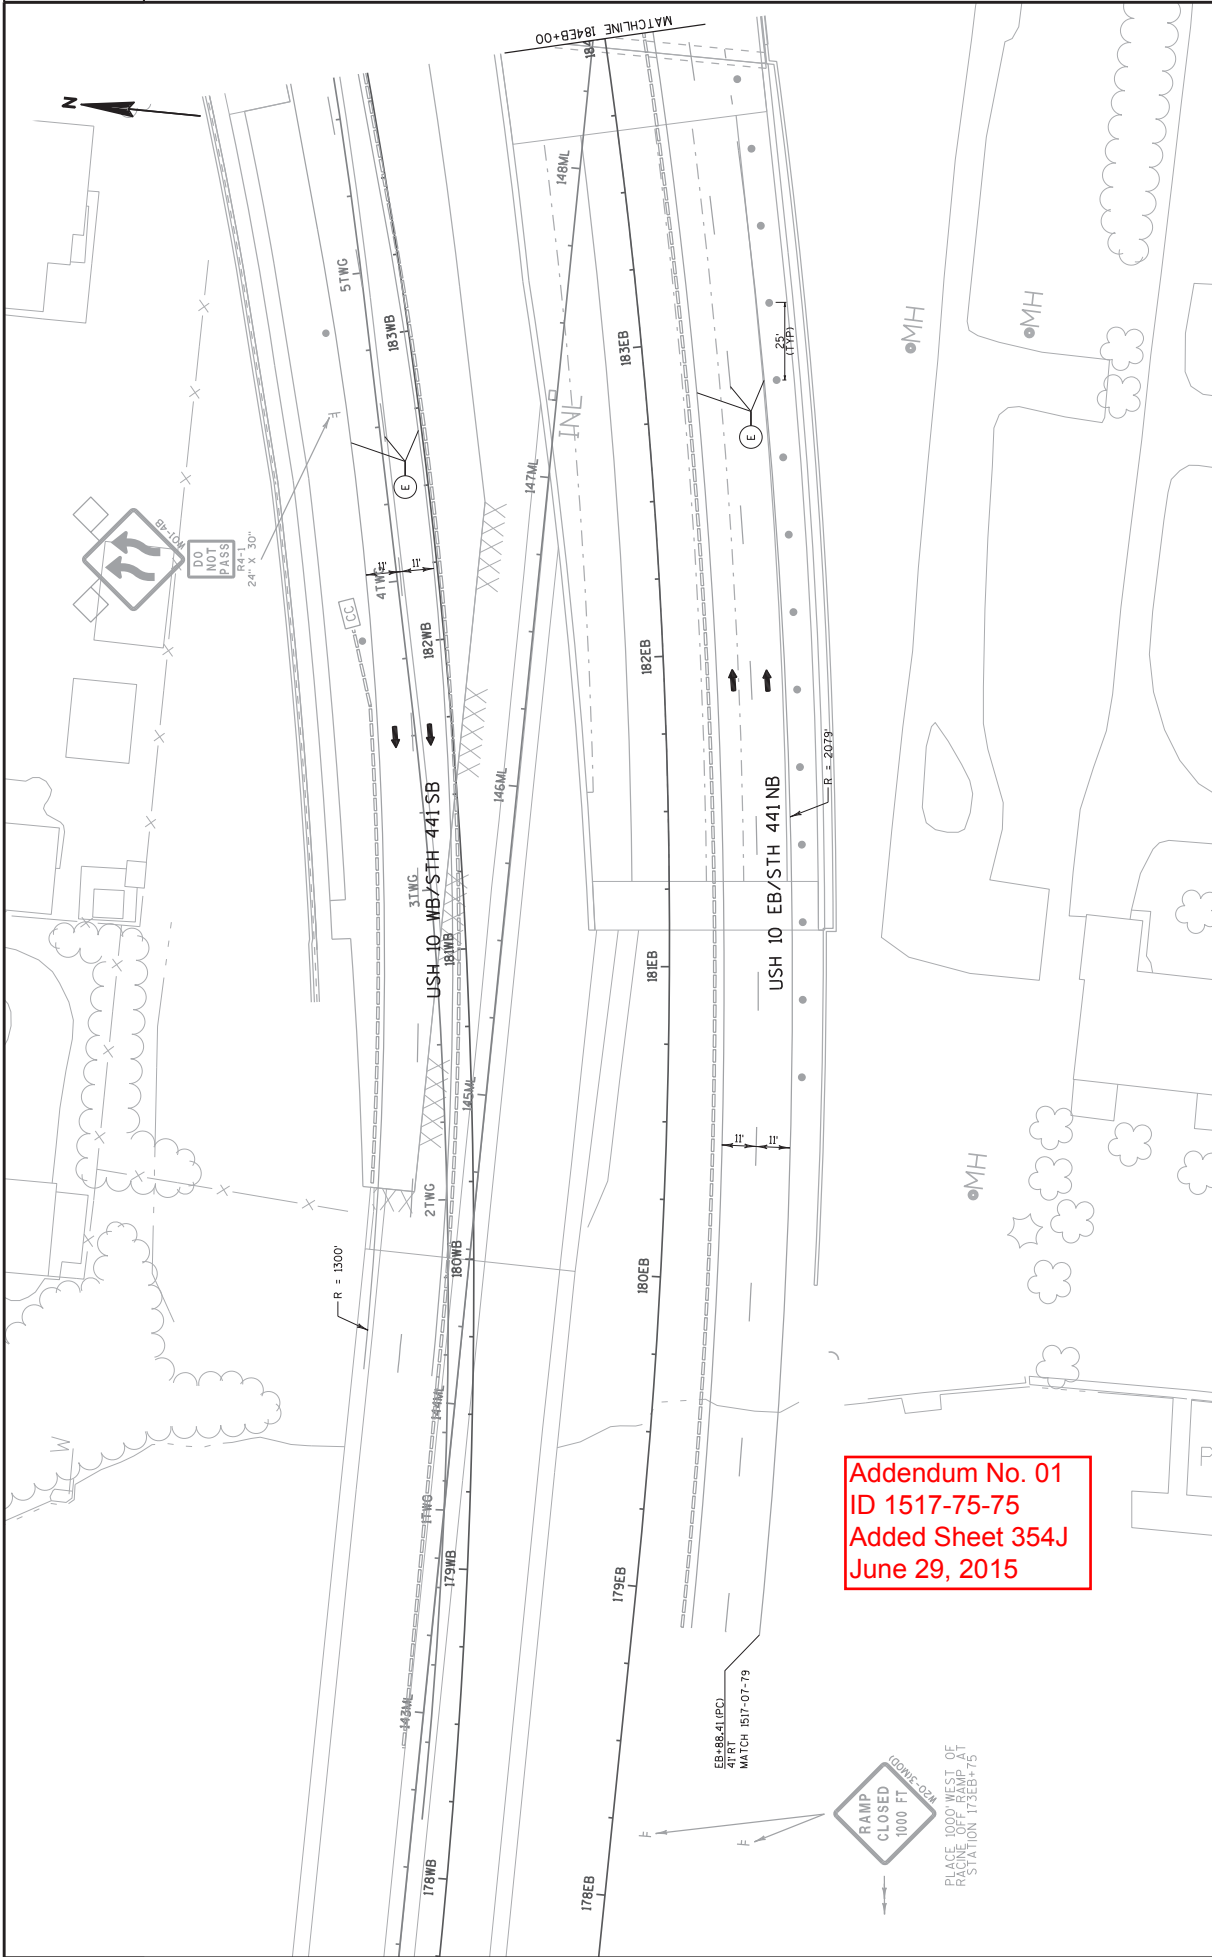 MATCHLINE 184EB+00
184
N
148ML
5TWG
183WB
183EB
MH
MH
25'
(TYP)
INL
147ML
E
E
W01-4B
DO
NOT
PASS
R4-1
24" X 30"
11'
11'
4TWG
CC
182WB
182EB
146ML
R = 2079'
USH 10 WB/STH 441 SB
USH 10 EB/STH 441 NB
3TWG
181WB
181EB
145ML
11'
11'
MH
2TWG
180WB
180EB
R = 1300'
144ML
W
P
1TWG
179WB
179EB
Addendum No. 01
ID 1517-75-75
Added Sheet 354J
June 29, 2015
143ML
EB+88.41 (PC)
41' RT
MATCH 1517-07-79
178WB
178EB
RAMP
CLOSED
1000 FT
W20-3(MOD)
PLACE 1000' WEST OF
RACINE OFF RAMP AT
STATION 173EB+75